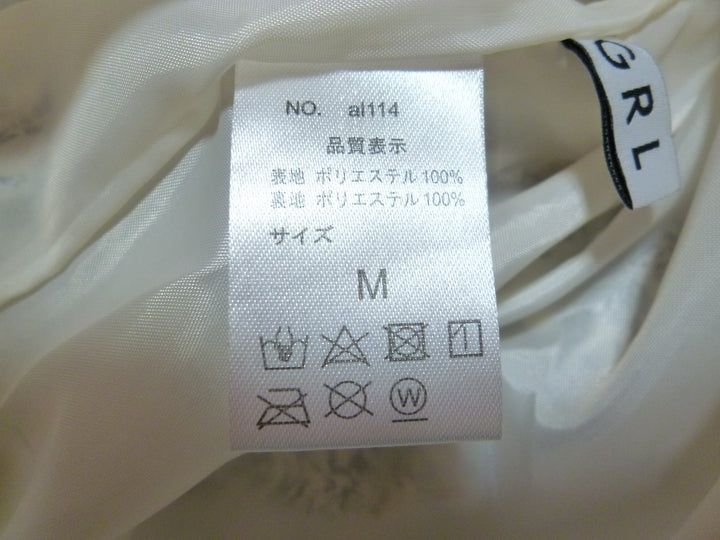 NO. al114
品質表示
表地 ポリエステル100%
裏地 ポリエステル100%
サイズ
M
W
GRL